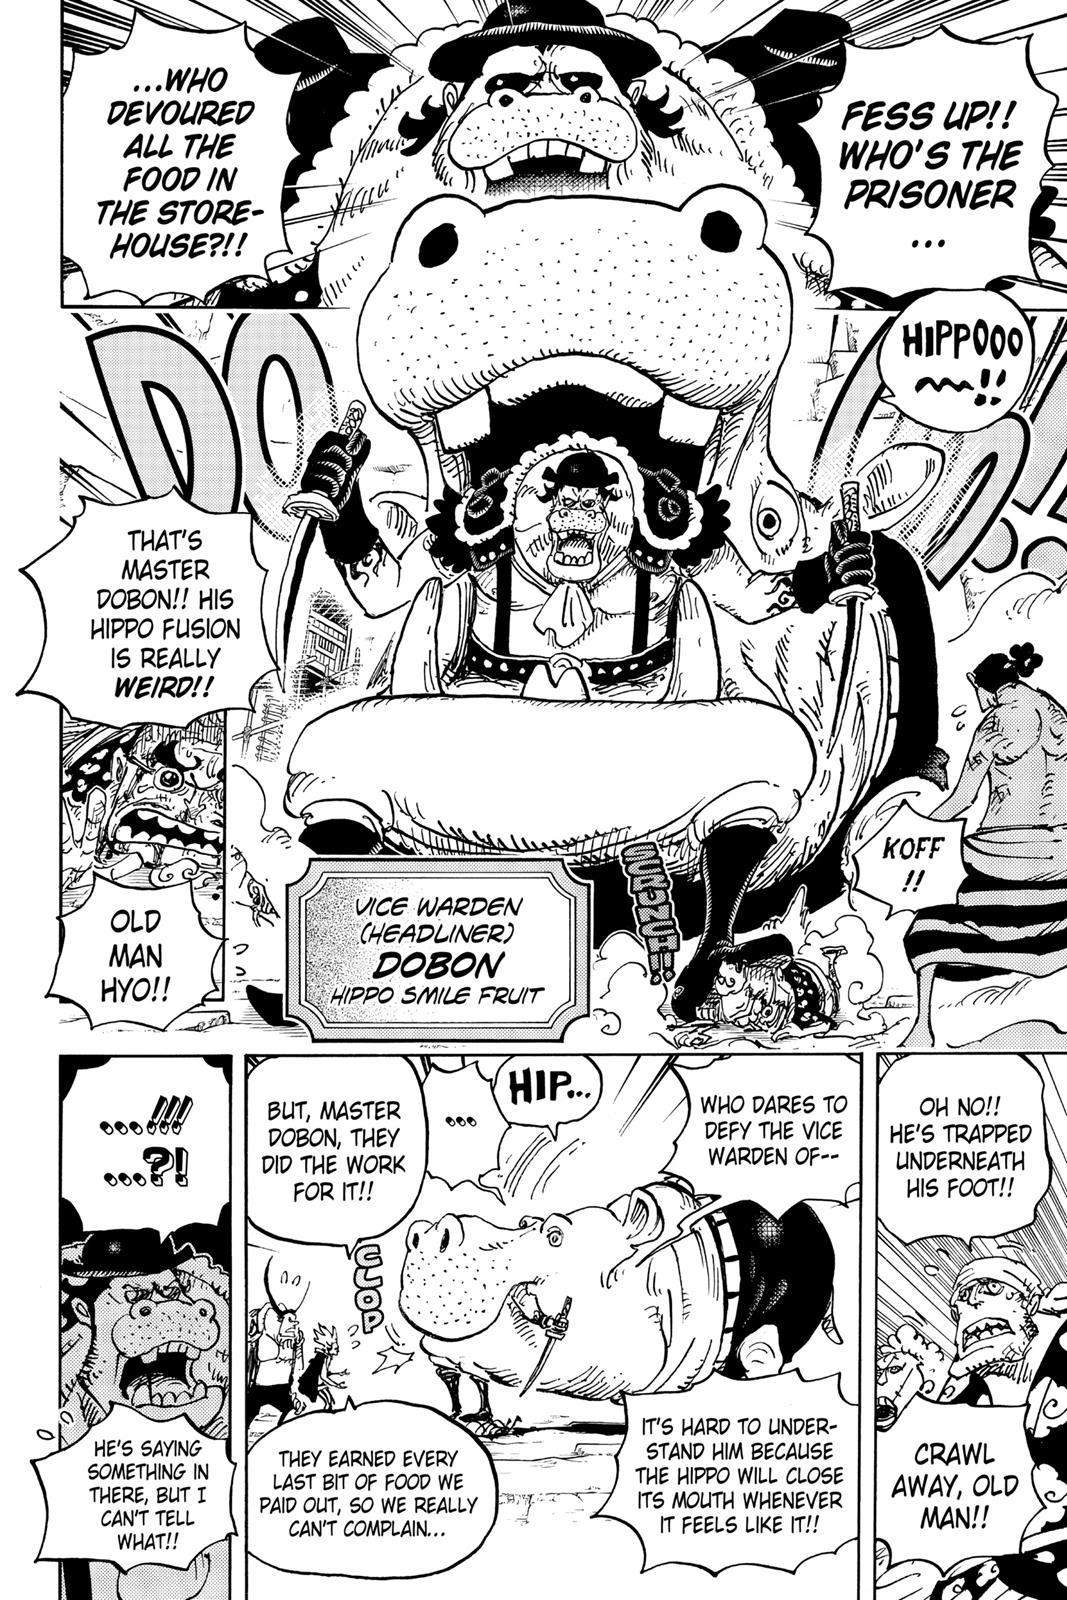 FESS UP!!
WHO'S THE
PRISONER
...
...WHO
DEVOURED
ALL THE
FOOD IN
THE STORE-
HOUSE?!!
HIPPOOO
!!
DO
THAT'S
MASTER
DOBON!! HIS
HIPPO FUSION
IS REALLY
WEIRD!!
KOFF
!!
SCRUNCH!!
OLD
MAN
HYO!!
VICE WARDEN
(HEADLINER)
DOBON
HIPPO SMILE FRUIT
OH NO!!
HE'S TRAPPED
UNDERNEATH
HIS FOOT!!
CRAWL
AWAY, OLD
MAN!!
WHO DARES TO
DEFY THE VICE
WARDEN OF--
HIP...
...
BUT, MASTER
DOBON, THEY
DID THE WORK
FOR IT!!
CLOP
IT'S HARD TO UNDER-
STAND HIM BECAUSE
THE HIPPO WILL CLOSE
ITS MOUTH WHENEVER
IT FEELS LIKE IT!!
THEY EARNED EVERY
LAST BIT OF FOOD WE
PAID OUT, SO WE REALLY
CAN'T COMPLAIN...
...!!!
...?!
HE'S SAYING
SOMETHING IN
THERE, BUT I
CAN'T TELL
WHAT!!